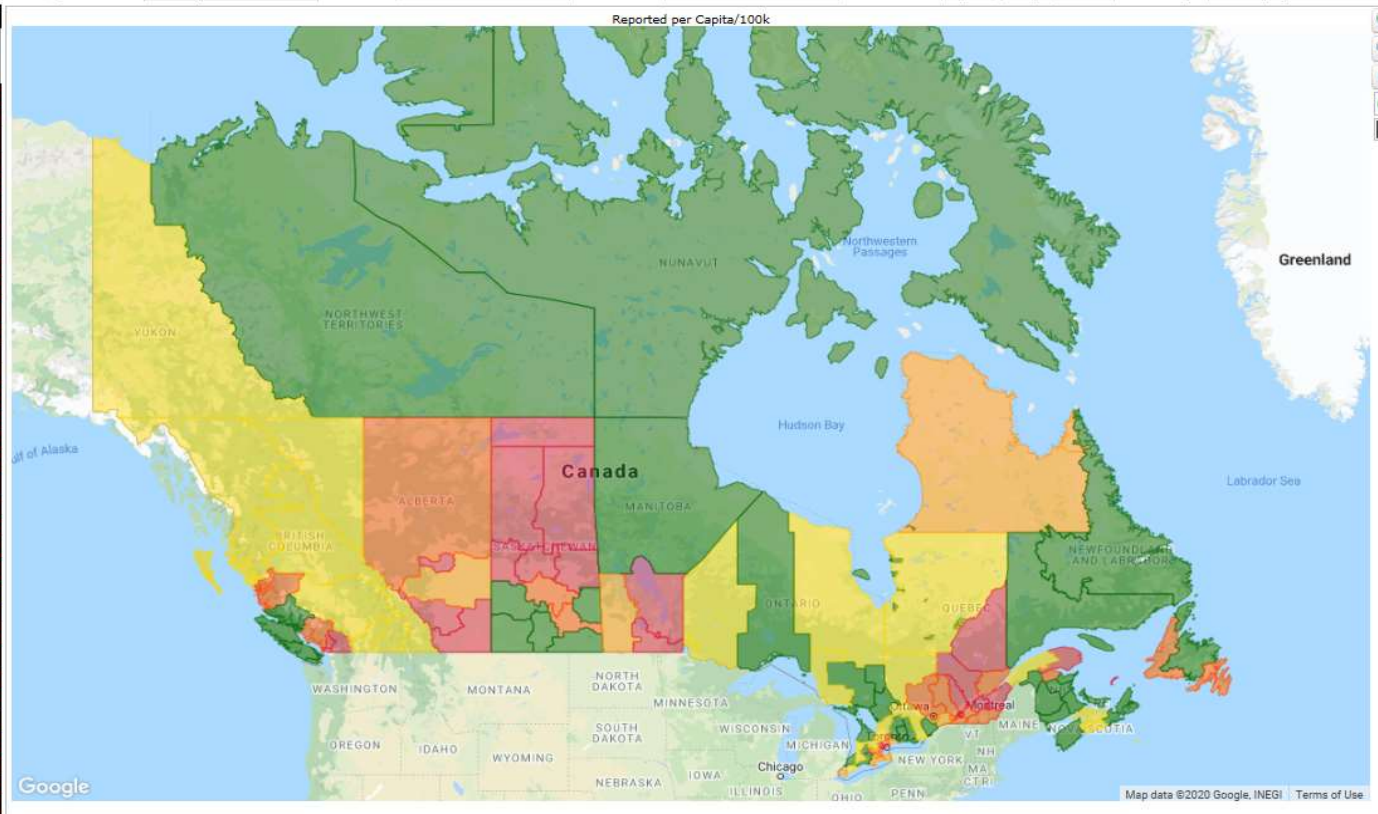 Reported per Capita/100k
Northwestern
Passages
Greenland
NUNAVUT
NORTHWEST
TERRITORIES
YUKON
Hudson Bay
Gulf of Alaska
Canada
Labrador Sea
ALBERTA
MANITOBA
BRITISH
COLUMBIA
SASKATCHEWAN
NEWFOUNDLAND
AND LABRADOR
ONTARIO
QUEBEC
WASHINGTON
MONTANA
NORTH
DAKOTA
MINNESOTA
Ottawa
Montreal
MAINE
NOVA SCOTIA
VT
OREGON
IDAHO
SOUTH
DAKOTA
WISCONSIN
MICHIGAN
Toronto
NEW YORK
NH
MA
CT RI
WYOMING
Chicago
IOWA
NEBRASKA
ILLINOIS
OHIO
PENN
Google
Map data ©2020 Google, INEGI
Terms of Use